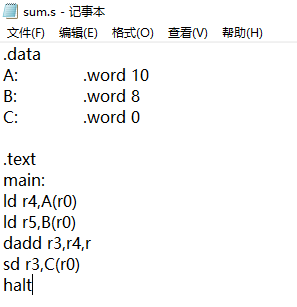 sum.s - 记事本
文件(F) 编辑(E) 格式(O) 查看(V) 帮助(H)
.data
A: .word 10
B: .word 8
C: .word 0
.text
main:
ld r4,A(r0)
ld r5,B(r0)
dadd r3,r4,r
sd r3,C(r0)
halt